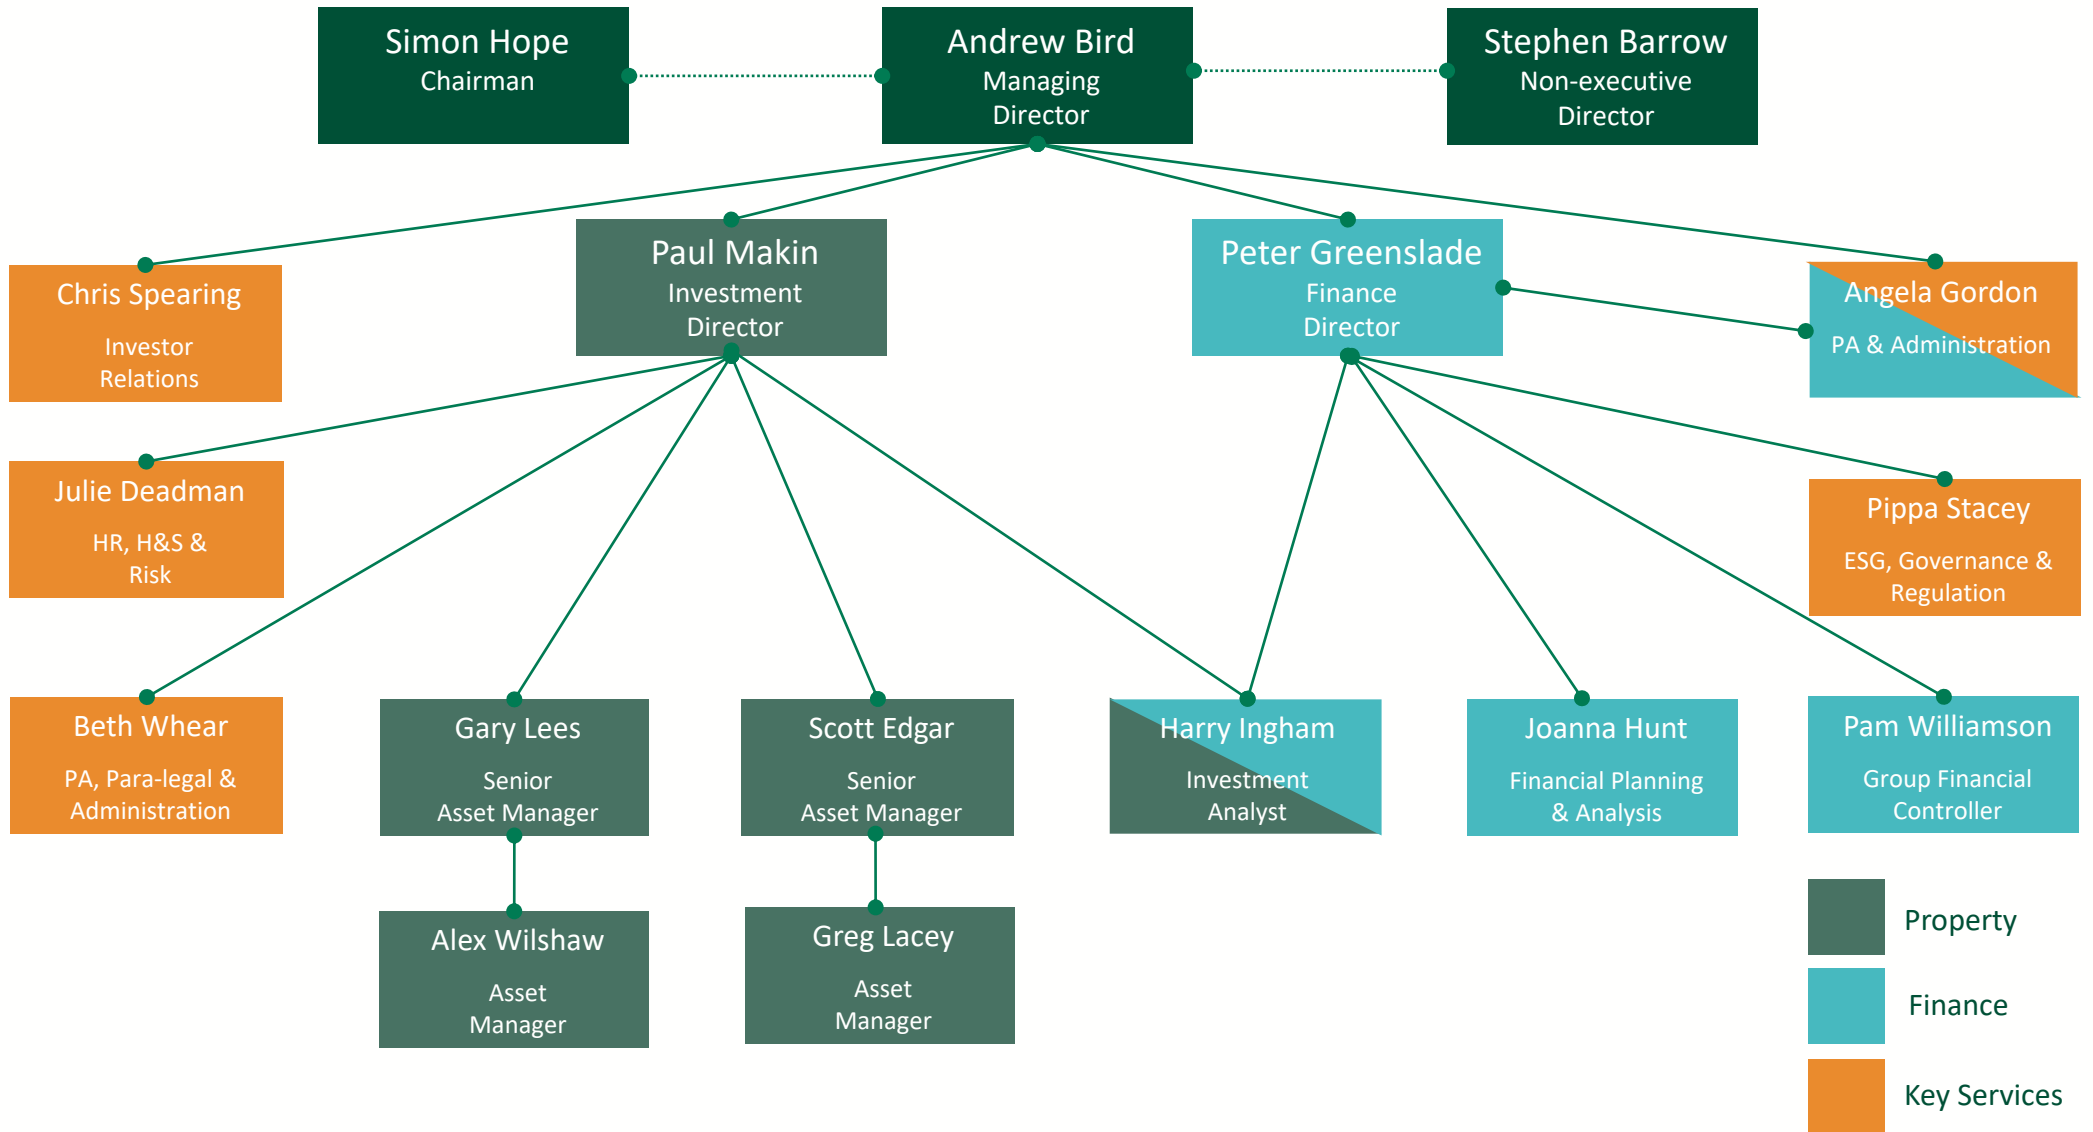 Simon Hope
Chairman
Andrew Bird
Managing
Director
Stephen Barrow
Non-executive
Director
Chris Spearing
Investor
Relations
Paul Makin
Investment
Director
Peter Greenslade
Finance
Director
Angela Gordon
PA & Administration
Julie Deadman
HR, H&S &
Risk
Pippa Stacey
ESG, Governance &
Regulation
Beth Whear
PA, Para-legal &
Administration
Gary Lees
Senior
Asset Manager
Scott Edgar
Senior
Asset Manager
Harry Ingham
Investment
Analyst
Joanna Hunt
Financial Planning
& Analysis
Pam Williamson
Group Financial
Controller
Alex Wilshaw
Asset
Manager
Greg Lacey
Asset
Manager
Property
Finance
Key Services